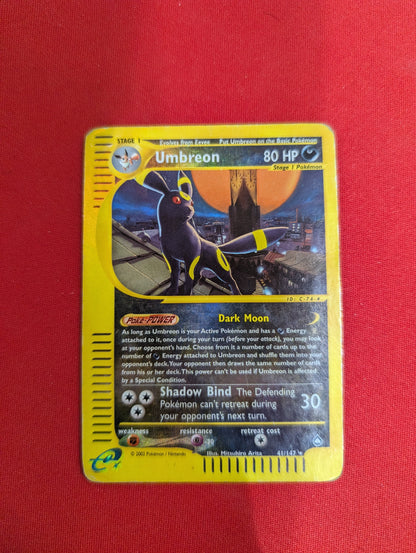 STAGE 1
Evolves from Eevee Put Umbreon on the Basic Pokémon
Umbreon 80 HP
Stage 1 Pokémon
ID: C-76-#
Poké-POWER Dark Moon
As long as Umbreon is your Active Pokémon and has a Energy
attached to it, once during your turn (before your attack), you may look
at your opponent's hand. Choose from it a number of cards up to the
number of Energy attached to Umbreon and shuffle them into your
opponent's deck. Your opponent then draws the same number of cards
from his or her deck. This power can't be used if Umbreon is affected
by a Special Condition.
Shadow Bind The Defending
Pokémon can't retreat during
your opponent's next turn.
30
weakness resistance retreat cost
-30
© 2002 Pokémon / Nintendo Illus. Mitsuhiro Arita 41/147 ★
e